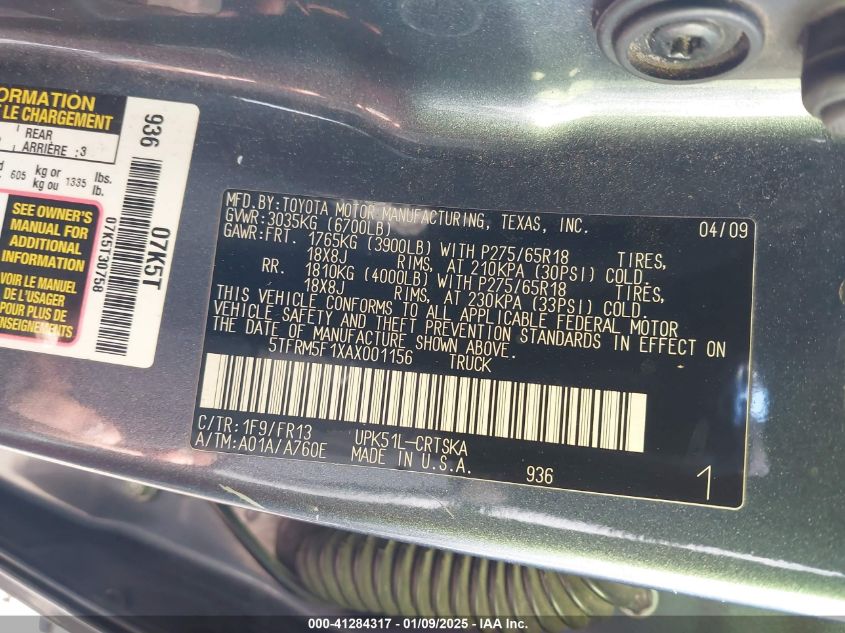 ORMATION
LE CHARGEMENT
REAR
ARRIÈRE :3
605 kg or kg ou 1335 lbs. lb.
SEE OWNER'S
MANUAL FOR
ADDITIONAL
INFORMATION
VOIR LE MANUEL
DE L'USAGER
POUR PLUS DE
ENSEIGNEMENTS
936
07K5T
07K5T30758
MFD.BY:TOYOTA MOTOR MANUFACTURING, TEXAS, INC. 04/09
GVWR:3035KG (6700LB)
GAWR:FRT. 1765KG (3900LB) WITH P275/65R18 TIRES,
18X8J RIMS, AT 210KPA (30PSI) COLD.
RR. 1810KG (4000LB) WITH P275/65R18 TIRES,
18X8J RIMS, AT 230KPA (33PSI) COLD.
THIS VEHICLE CONFORMS TO ALL APPLICABLE FEDERAL MOTOR
VEHICLE SAFETY AND THEFT PREVENTION STANDARDS IN EFFECT ON
THE DATE OF MANUFACTURE SHOWN ABOVE.
5TFRM5F1XAX001156 TRUCK
C/TR:1F9/FR13 UPK51L-CRTSKA
A/TM:A01A/A760E MADE IN U.S.A. 936 1
000-41284317 - 01/09/2025 - IAA Inc.